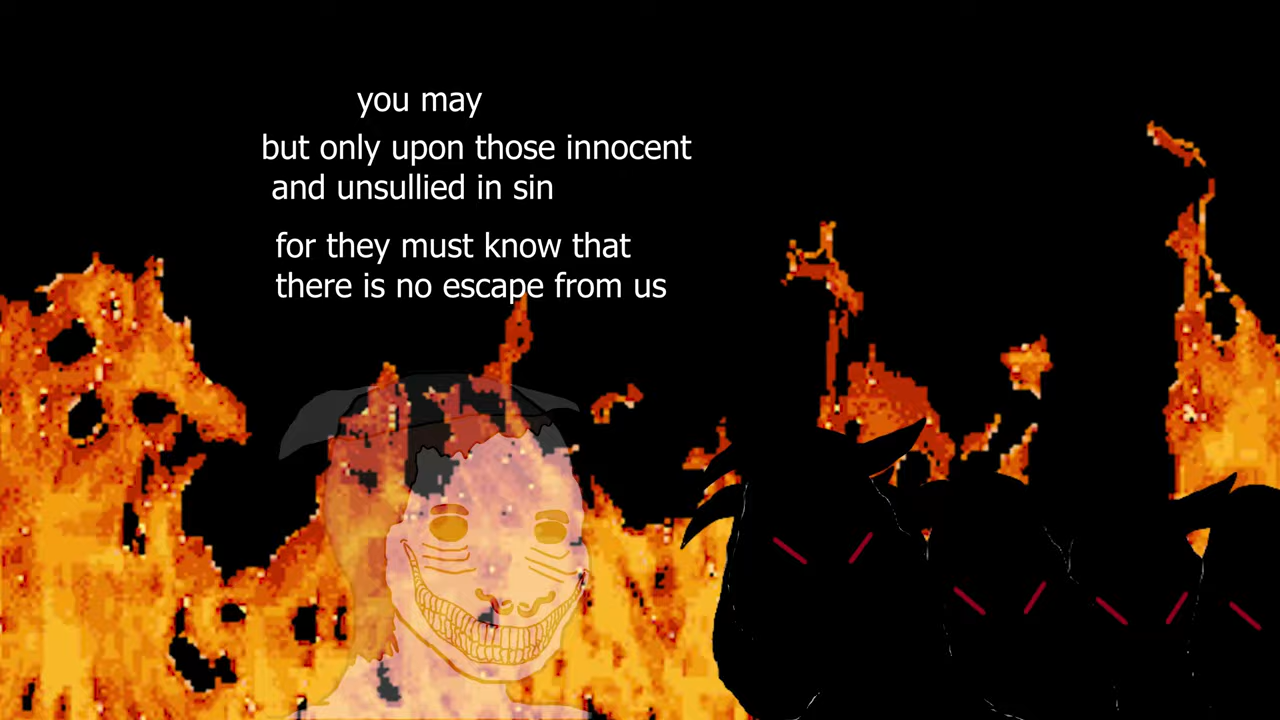 you may
but only upon those innocent
and unsullied in sin
for they must know that
there is no escape from us